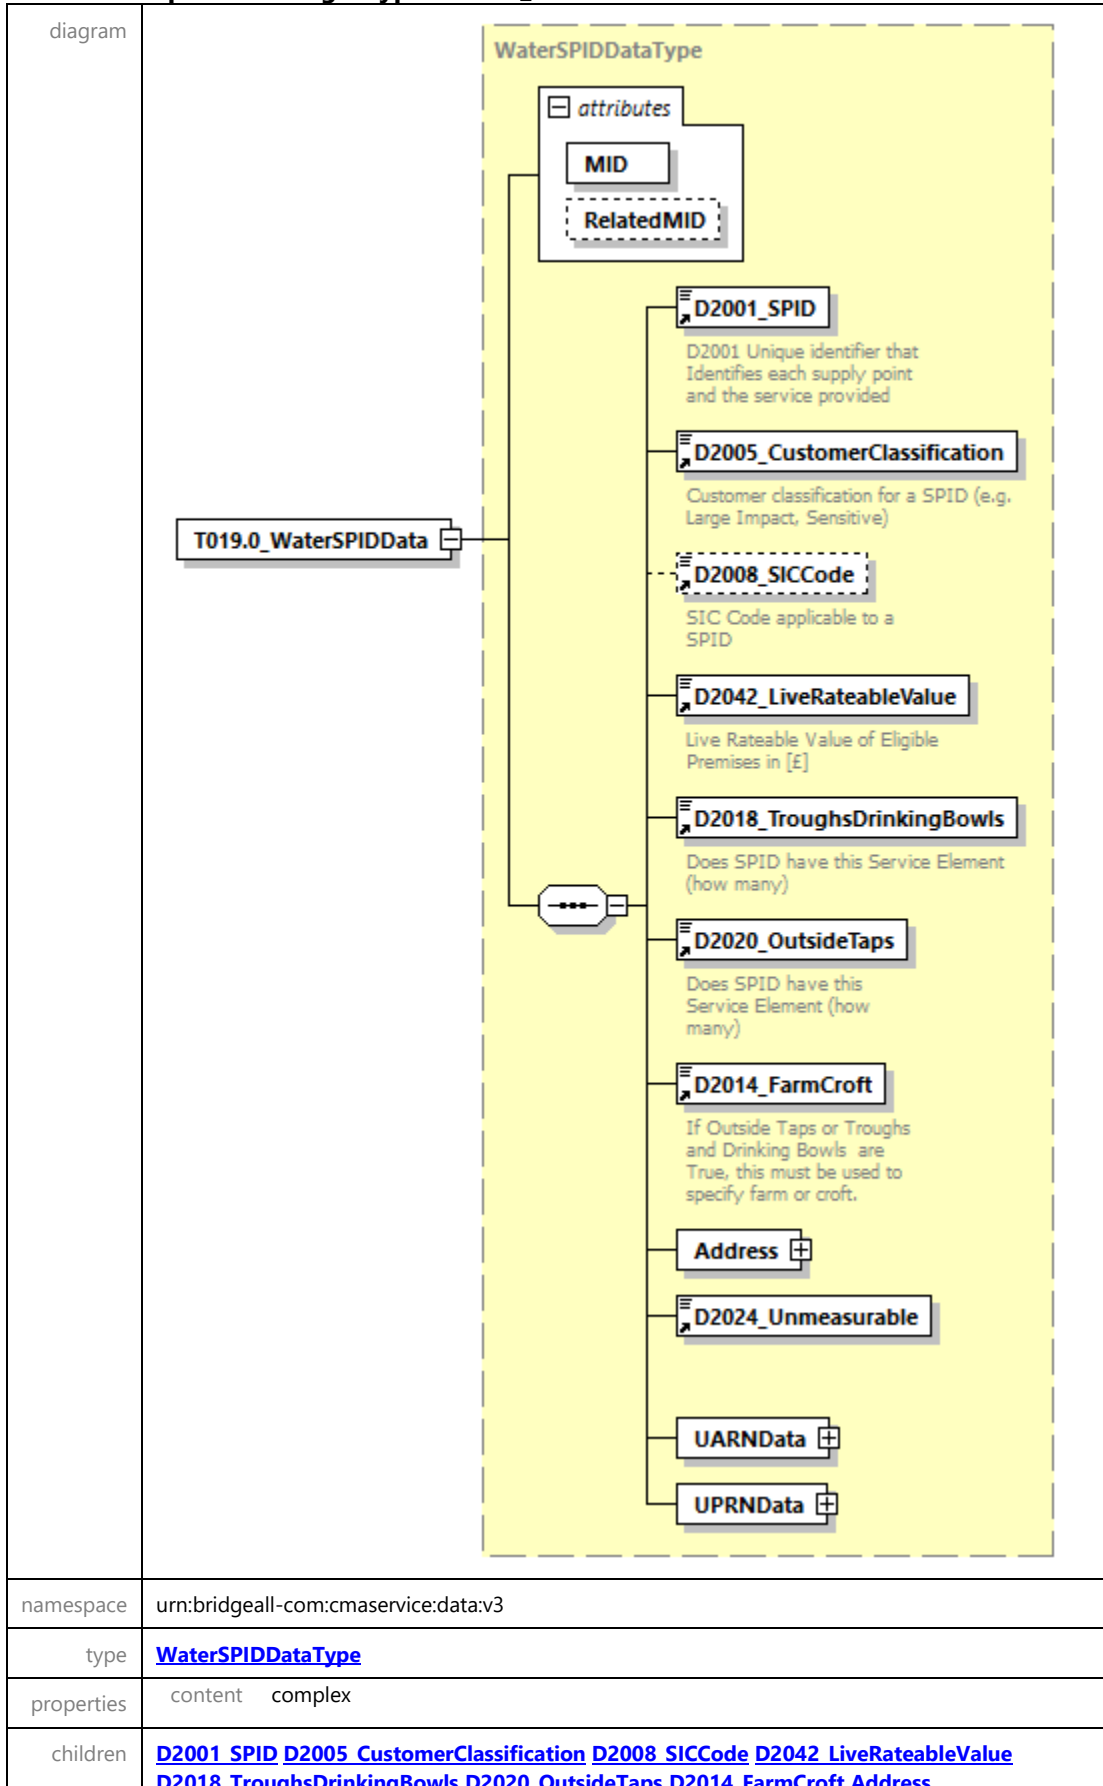 diagram
WaterSPIDDataType
attributes
MID
RelatedMID
D2001_SPID
D2001 Unique identifier that
Identifies each supply point
and the service provided
D2005_CustomerClassification
Customer classification for a SPID (e.g.
Large Impact, Sensitive)
T019.0_WaterSPIDData
D2008_SICCode
SIC Code applicable to a
SPID
D2042_LiveRateableValue
Live Rateable Value of Eligible
Premises in [£]
D2018_TroughsDrinkingBowls
Does SPID have this Service Element
(how many)
D2020_OutsideTaps
Does SPID have this
Service Element (how
many)
D2014_FarmCroft
If Outside Taps or Troughs
and Drinking Bowls are
True, this must be used to
specify farm or croft.
Address
D2024_Unmeasurable
UARNData
UPRNData
namespace urn:bridgeall-com:cmaservice:data:v3
type WaterSPIDDataType
properties content complex
children D2001_SPID D2005_CustomerClassification D2008_SICCode D2042_LiveRateableValue
D2018_TroughsDrinkingBowls D2020_OutsideTaps D2014_FarmCroft Address